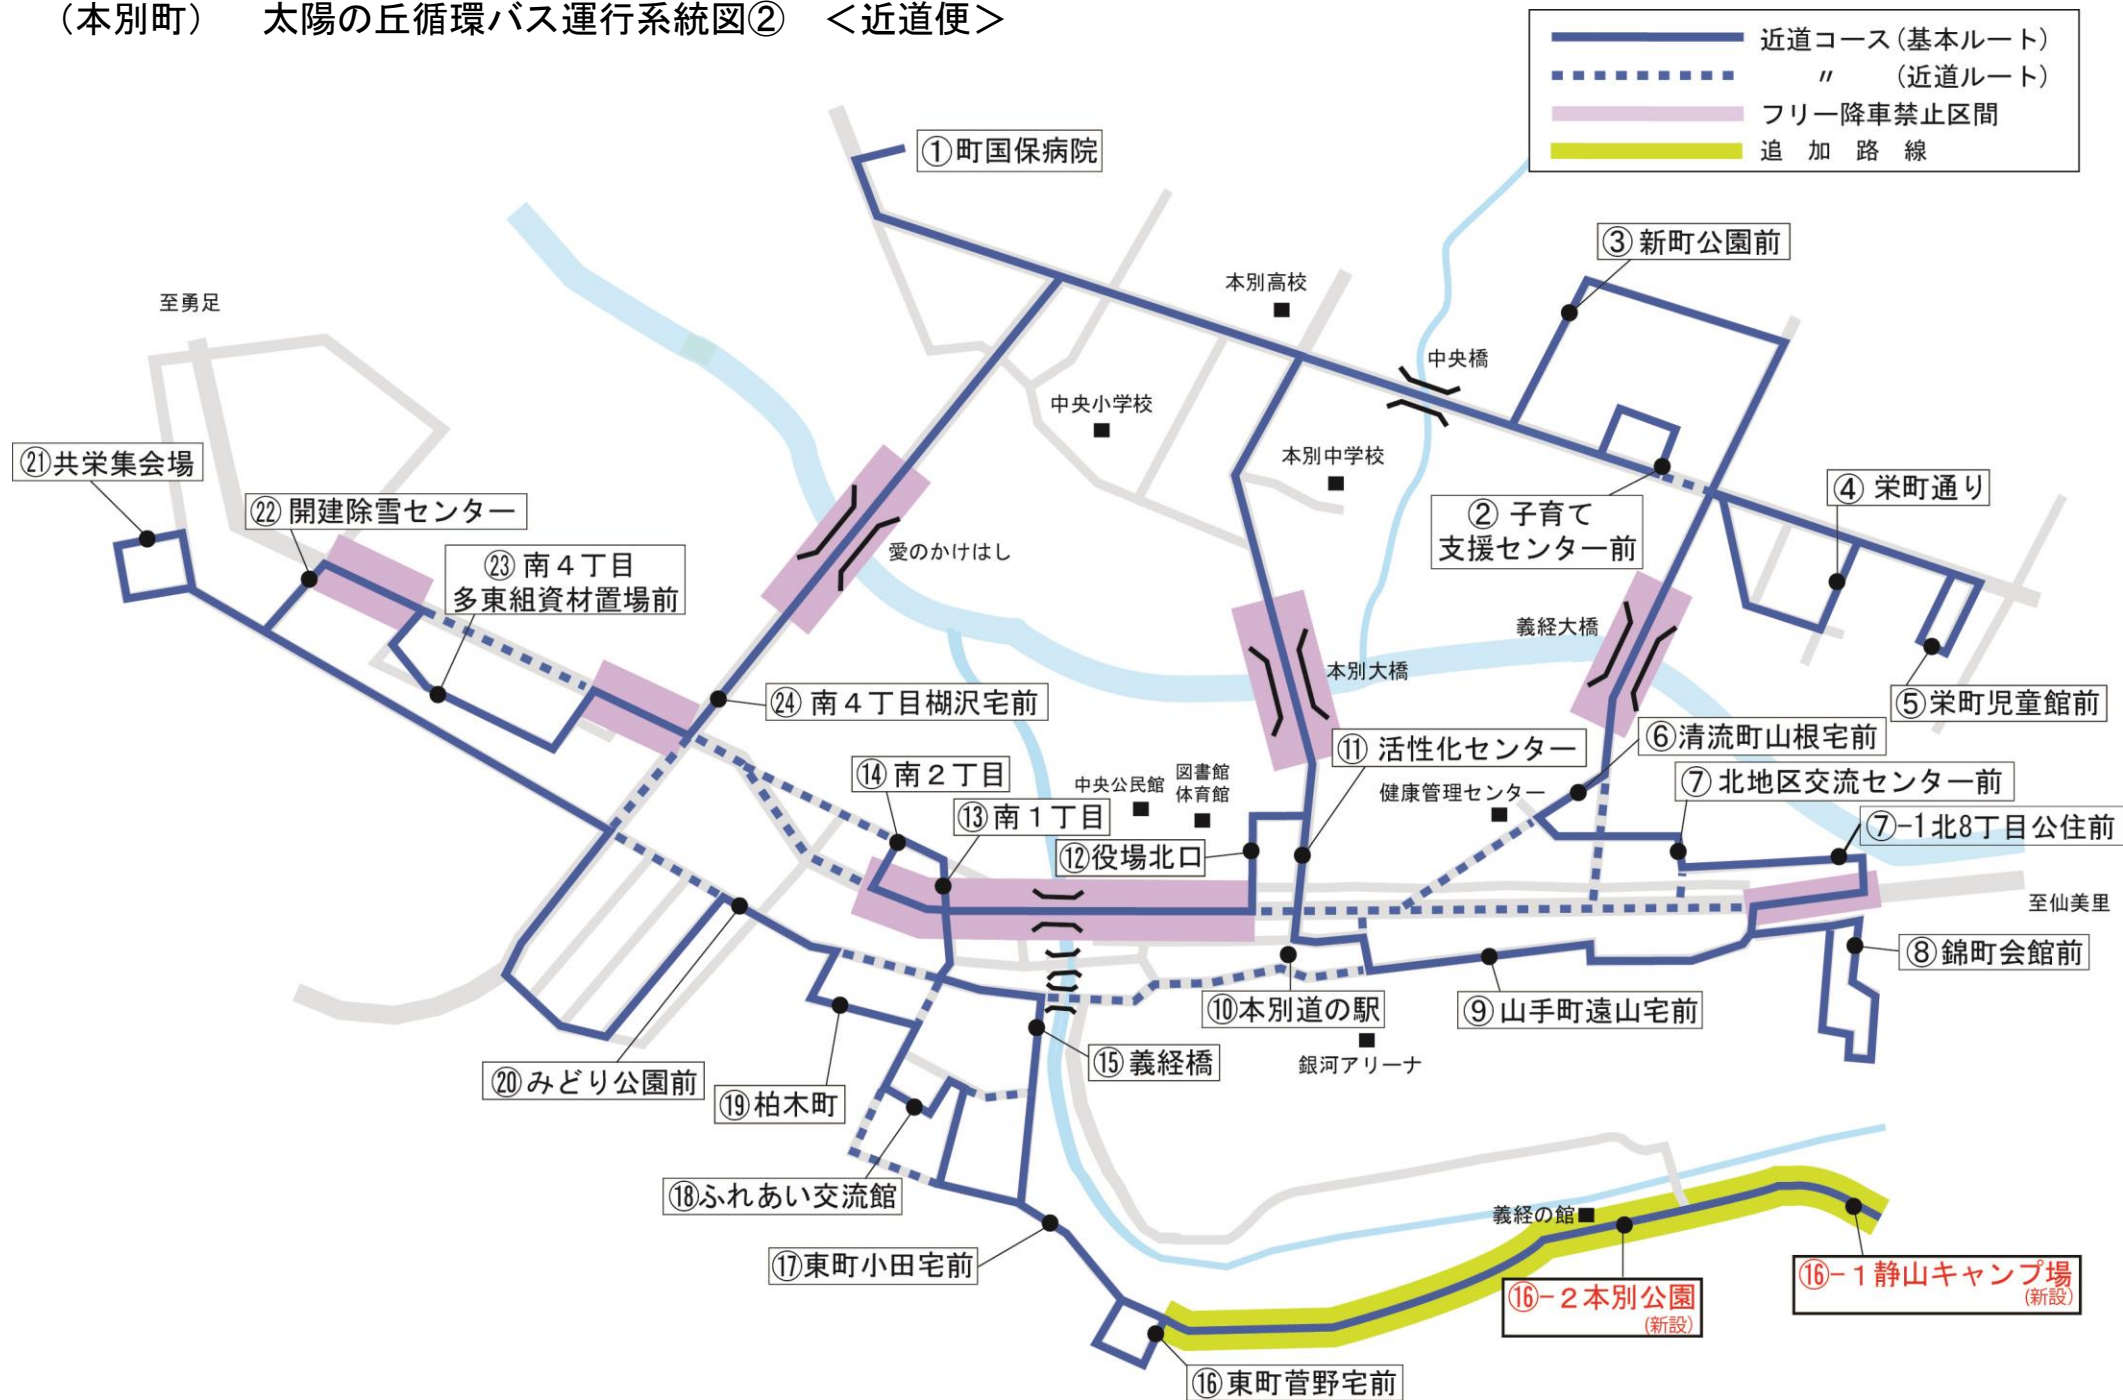 （本別町）　太陽の丘循環バス運行系統図②　＜近道便＞
近道コース（基本ルート）
〃　（近道ルート）
フリー降車禁止区間
追加路線
①町国保病院
③新町公園前
本別高校
至勇足
中央橋
中央小学校
本別中学校
㉑共栄集会場
㉒開建除雪センター
④栄町通り
②子育て
支援センター前
㉓南４丁目
多東組資材置場前
愛のかけはし
義経大橋
本別大橋
㉔南４丁目楜沢宅前
⑤栄町児童館前
⑥清流町山根宅前
⑪活性化センター
⑭南２丁目
中央公民館
図書館
体育館
健康管理センター
⑦北地区交流センター前
⑬南１丁目
⑦-1北8丁目公住前
⑫役場北口
至仙美里
⑧錦町会館前
⑩本別道の駅
⑨山手町遠山宅前
⑮義経橋
銀河アリーナ
⑳みどり公園前
⑲柏木町
⑱ふれあい交流館
義経の館
⑰東町小田宅前
⑯-１静山キャンプ場
(新設)
⑯-２本別公園
(新設)
⑯東町菅野宅前